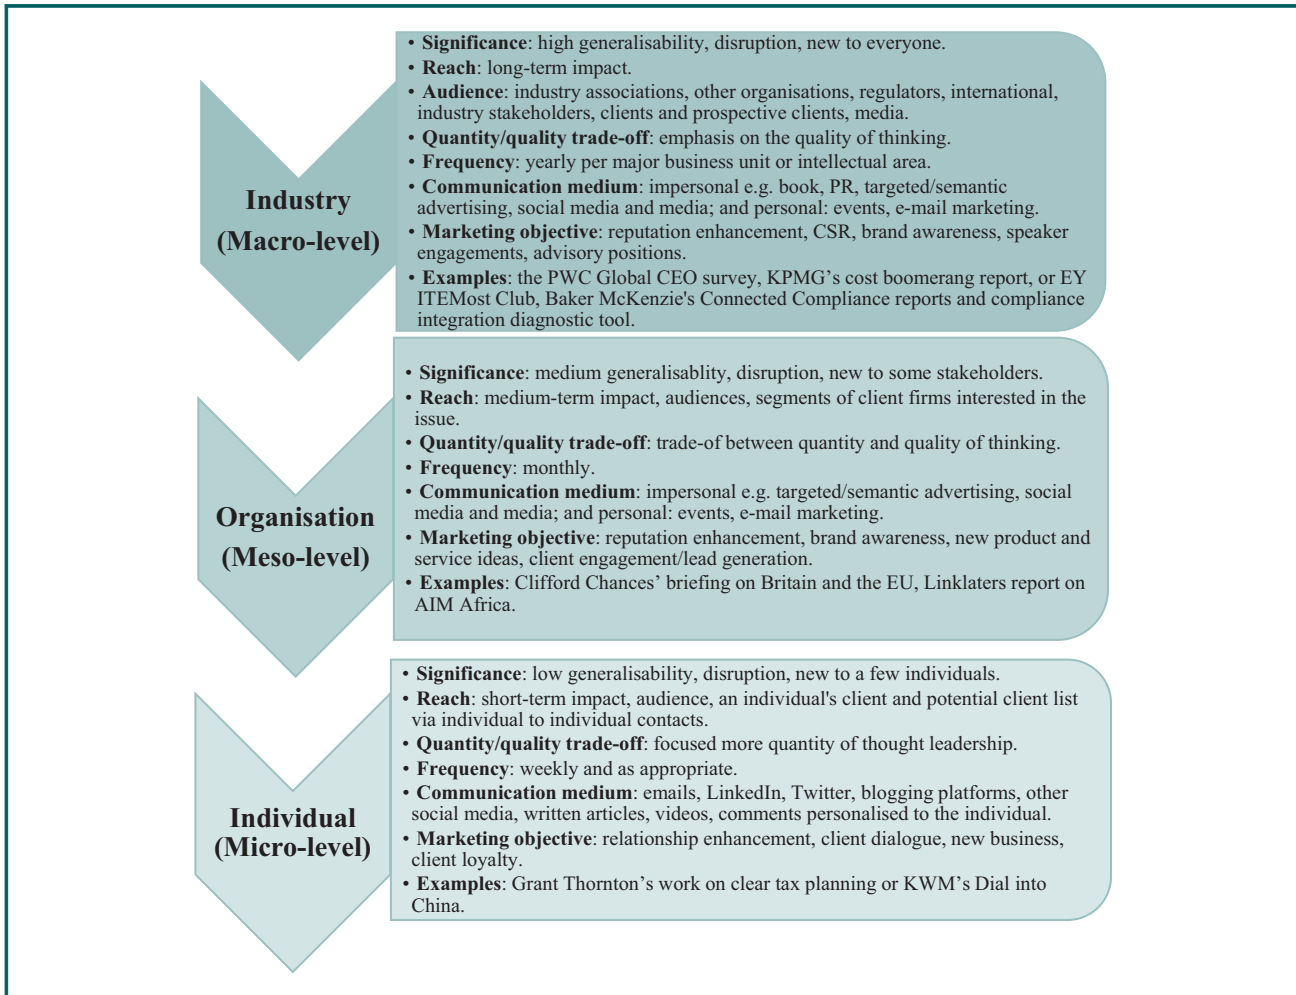 • Significance: high generalisability, disruption, new to everyone.
• Reach: long-term impact.
• Audience: industry associations, other organisations, regulators, international,
industry stakeholders, clients and prospective clients, media.
• Quantity/quality trade-off: emphasis on the quality of thinking.
• Frequency: yearly per major business unit or intellectual area.
• Communication medium: impersonal e.g. book, PR, targeted/semantic
advertising, social media and media; and personal: events, e-mail marketing.
• Marketing objective: reputation enhancement, CSR, brand awareness, speaker
engagements, advisory positions.
• Examples: the PWC Global CEO survey, KPMG's cost boomerang report, or EY
ITEMost Club, Baker McKenzie's Connected Compliance reports and compliance
integration diagnostic tool.
Industry
(Macro-level)
• Significance: medium generalisablity, disruption, new to some stakeholders.
• Reach: medium-term impact, audiences, segments of client firms interested in the
issue.
• Quantity/quality trade-off: trade-of between quantity and quality of thinking.
• Frequency: monthly.
• Communication medium: impersonal e.g. targeted/semantic advertising, social
media and media; and personal: events, e-mail marketing.
• Marketing objective: reputation enhancement, brand awareness, new product and
service ideas, client engagement/lead generation.
• Examples: Clifford Chances' briefing on Britain and the EU, Linklaters report on
AIM Africa.
Organisation
(Meso-level)
• Significance: low generalisability, disruption, new to a few individuals.
• Reach: short-term impact, audience, an individual's client and potential client list
via individual to individual contacts.
• Quantity/quality trade-off: focused more quantity of thought leadership.
• Frequency: weekly and as appropriate.
• Communication medium: emails, LinkedIn, Twitter, blogging platforms, other
social media, written articles, videos, comments personalised to the individual.
• Marketing objective: relationship enhancement, client dialogue, new business,
client loyalty.
• Examples: Grant Thornton's work on clear tax planning or KWM's Dial into
China.
Individual
(Micro-level)